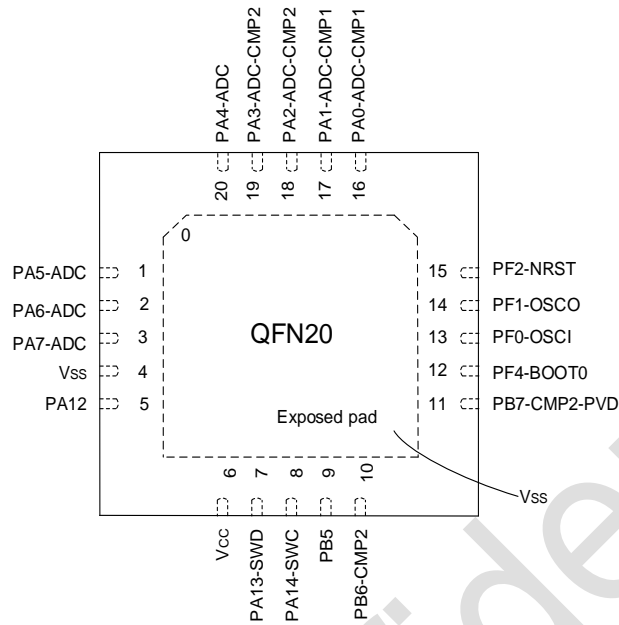 PA4-ADC
PA3-ADC-CMP2
PA2-ADC-CMP2
PA1-ADC-CMP1
PA0-ADC-CMP1
20
19
18
17
16
0
PA5-ADC 1
PA6-ADC 2
PA7-ADC 3
Vss 4
PA12 5
15 PF2-NRST
14 PF1-OSCO
13 PF0-OSCI
12 PF4-BOOT0
11 PB7-CMP2-PVD
QFN20
Exposed pad
Vss
6
7
8
9
10
Vcc
PA13-SWD
PA14-SWC
PB5
PB6-CMP2